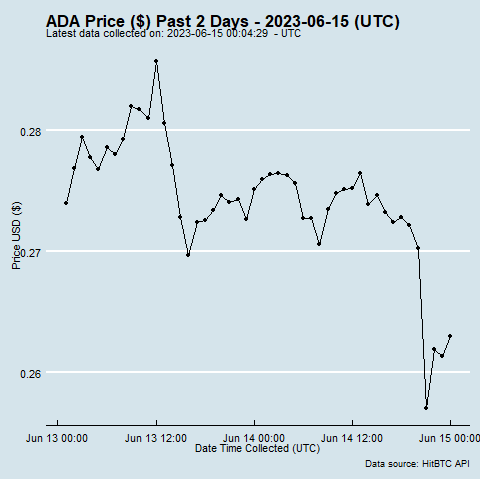 ADA Price ($) Past 2 Days - 2023-06-15 (UTC)
Latest data collected on: 2023-06-15 00:04:29 - UTC
0.28
0.27
0.26
Price USD ($)
Jun 13 00:00 Jun 13 12:00 Jun 14 00:00 Jun 14 12:00 Jun 15 00:00
Date Time Collected (UTC)
Data source: HitBTC API